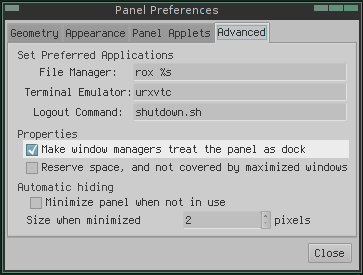 Panel Preferences
Geometry Appearance Panel Applets Advanced
Set Preferred Applications
File Manager: rox %s
Terminal Emulator: urxvtc
Logout Command: shutdown.sh
Properties
Make window managers treat the panel as dock
Reserve space, and not covered by maximized windows
Automatic hiding
Minimize panel when not in use
Size when minimized 2 pixels
Close